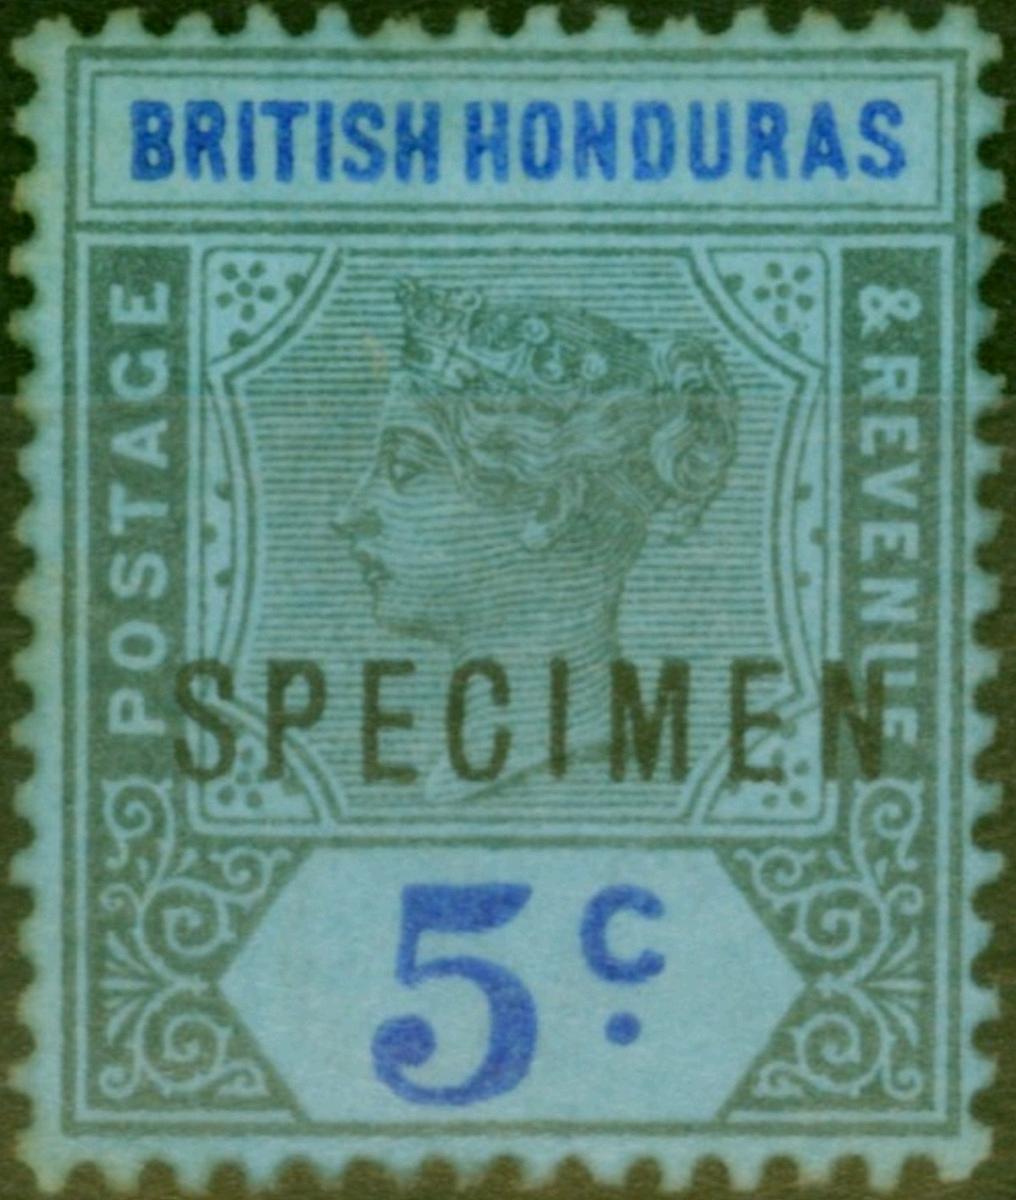 BRITISH HONDURAS
POSTAGE
& REVENUE
SPECIMEN
5c.